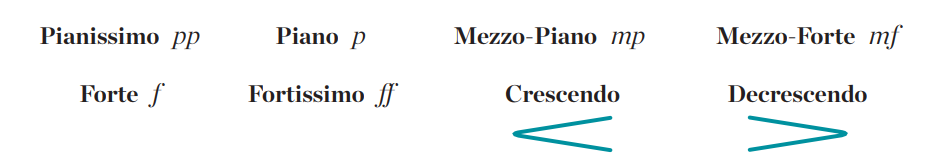 Pianissimo pp Piano p Mezzo-Piano mp Mezzo-Forte mf
Forte f Fortissimo ff Crescendo Decrescendo